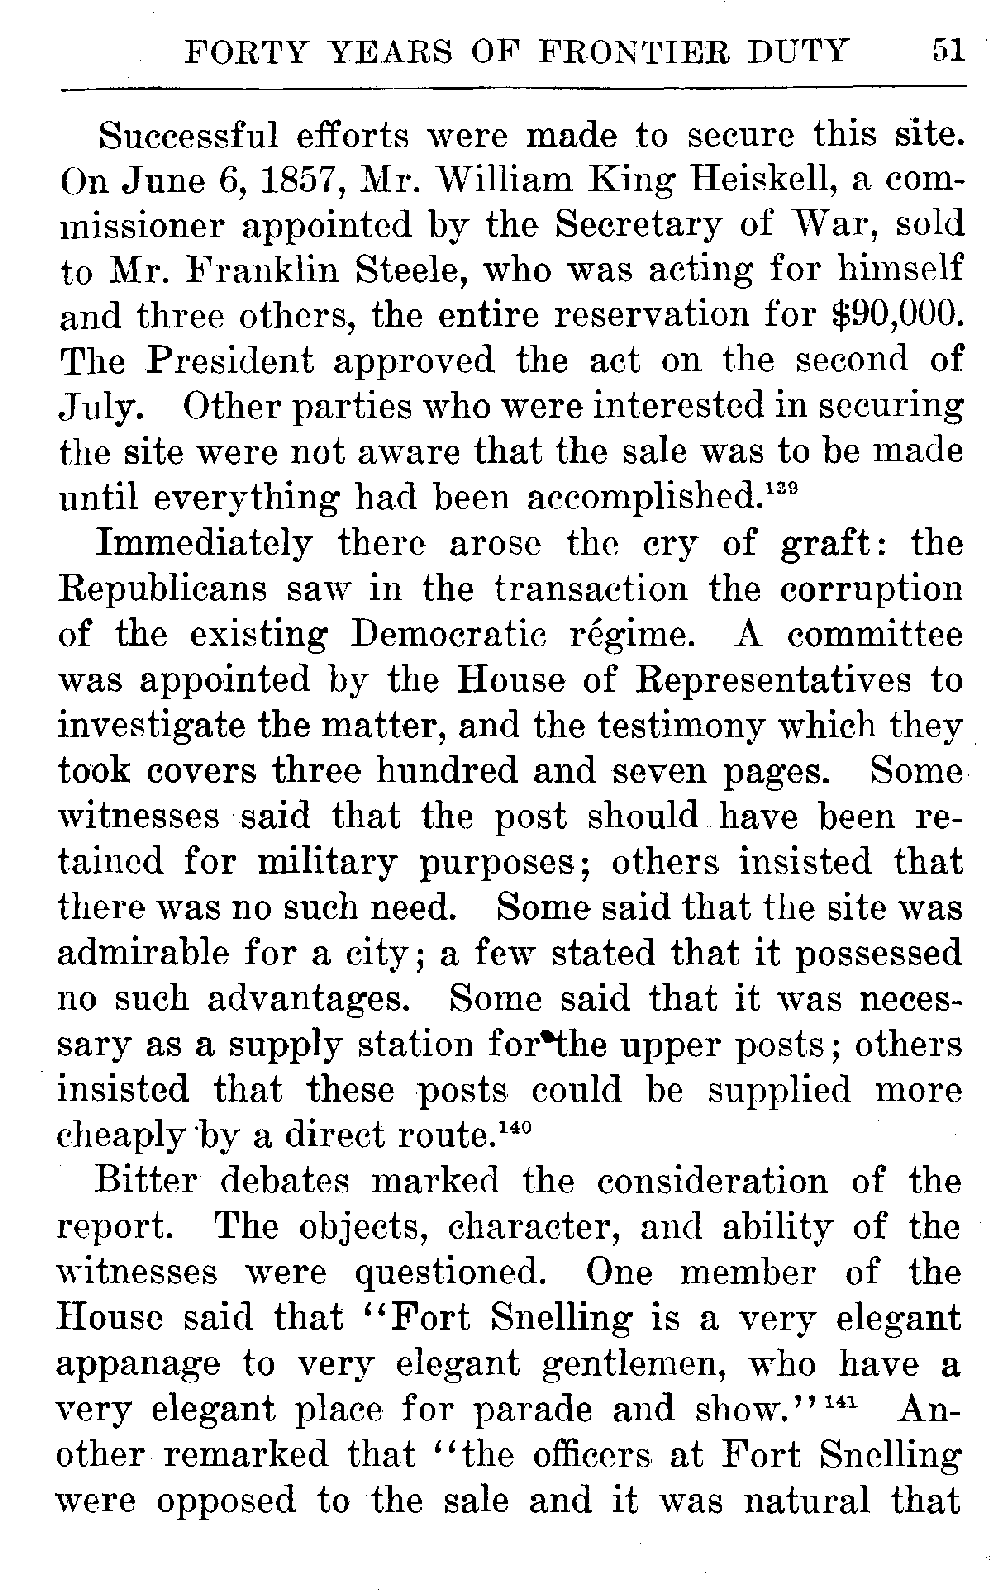 FORTY YEARS OF FRONTIER DUTY 51
Successful efforts were made to secure this site.
On June 6, 1857, Mr. William King Heiskell, a com-
missioner appointed by the Secretary of War, sold
to Mr. Franklin Steele, who was acting for himself
and three others, the entire reservation for $90,000.
The President approved the act on the second of
July. Other parties who were interested in securing
the site were not aware that the sale was to be made
until everything had been accomplished.¹³⁹
Immediately there arose the cry of graft: the
Republicans saw in the transaction the corruption
of the existing Democratic régime. A committee
was appointed by the House of Representatives to
investigate the matter, and the testimony which they
took covers three hundred and seven pages. Some
witnesses said that the post should have been re-
tained for military purposes; others insisted that
there was no such need. Some said that the site was
admirable for a city; a few stated that it possessed
no such advantages. Some said that it was neces-
sary as a supply station for the upper posts; others
insisted that these posts could be supplied more
cheaply by a direct route.¹⁴⁰
Bitter debates marked the consideration of the
report. The objects, character, and ability of the
witnesses were questioned. One member of the
House said that "Fort Snelling is a very elegant
appanage to very elegant gentlemen, who have a
very elegant place for parade and show."¹⁴¹ An-
other remarked that "the officers at Fort Snelling
were opposed to the sale and it was natural that